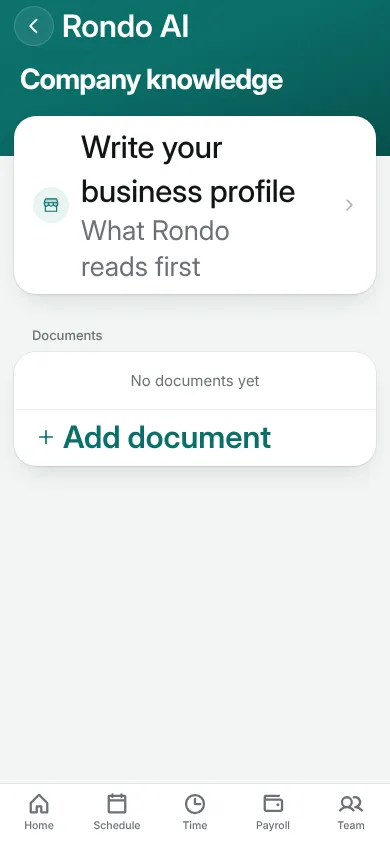 Rondo AI
Company knowledge
Write your
business profile
What Rondo
reads first
Documents
No documents yet
+ Add document
Home
Schedule
Time
Payroll
Team